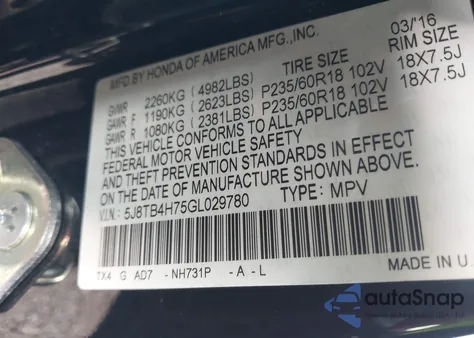 MFD BY HONDA OF AMERICA MFG.,INC. 03/'16
TIRE SIZE RIM SIZE
GVWR 2260KG (4982LBS)
GAWR F 1190KG (2623LBS) P235/60R18 102V 18X7.5J
GAWR R 1080KG (2381LBS) P235/60R18 102V 18X7.5J
THIS VEHICLE CONFORMS TO ALL APPLICABLE
FEDERAL MOTOR VEHICLE SAFETY
AND THEFT PREVENTION STANDARDS IN EFFECT
ON THE DATE OF MANUFACTURE SHOWN ABOVE.
V.I.N.: 5J8TB4H75GL029780 TYPE: MPV
TX4 G AD7 - NH731P - A - L
MADE IN U.
autoSnap